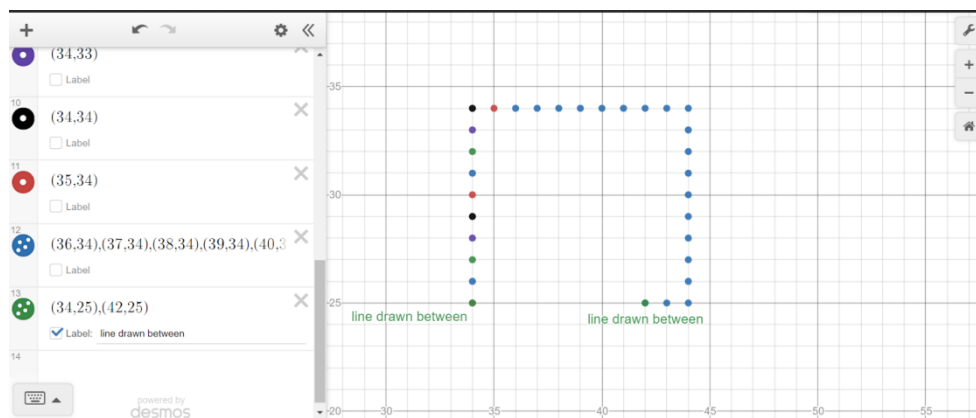 (34,33)
Label
10
(34,34)
Label
11
(35,34)
Label
12
(36,34),(37,34),(38,34),(39,34),(40,3
Label
13
(34,25),(42,25)
Label: line drawn between
14
powered by
desmos
35
30
25
line drawn between
line drawn between
20
30
35
40
45
50
55